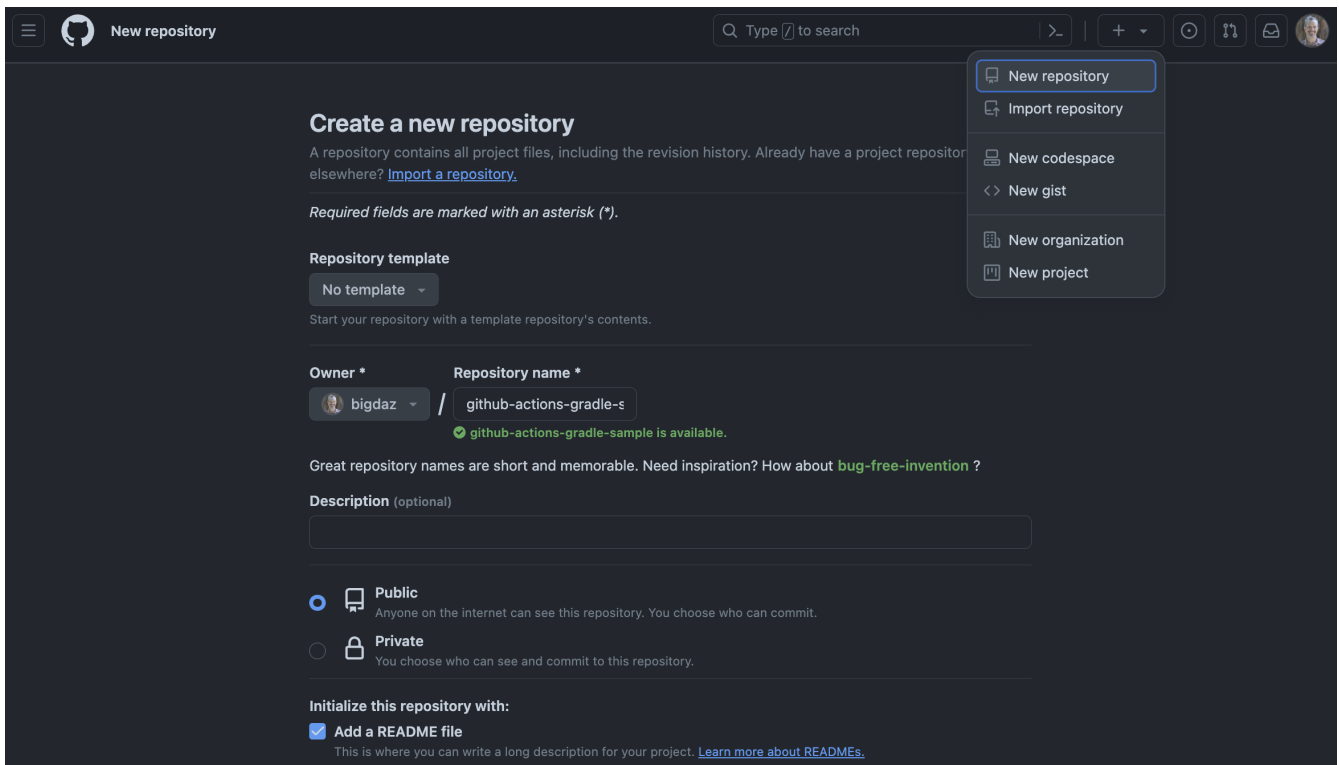 New repository
Type / to search
New repository
Import repository
New codespace
New gist
New organization
New project
Create a new repository
A repository contains all project files, including the revision history. Already have a project repositor
elsewhere? Import a repository.
Required fields are marked with an asterisk (*).
Repository template
No template
Start your repository with a template repository's contents.
Owner *
Repository name *
bigdaz
/
github-actions-gradle-s
github-actions-gradle-sample is available.
Great repository names are short and memorable. Need inspiration? How about bug-free-invention ?
Description (optional)
Public
Anyone on the internet can see this repository. You choose who can commit.
Private
You choose who can see and commit to this repository.
Initialize this repository with:
Add a README file
This is where you can write a long description for your project. Learn more about READMEs.